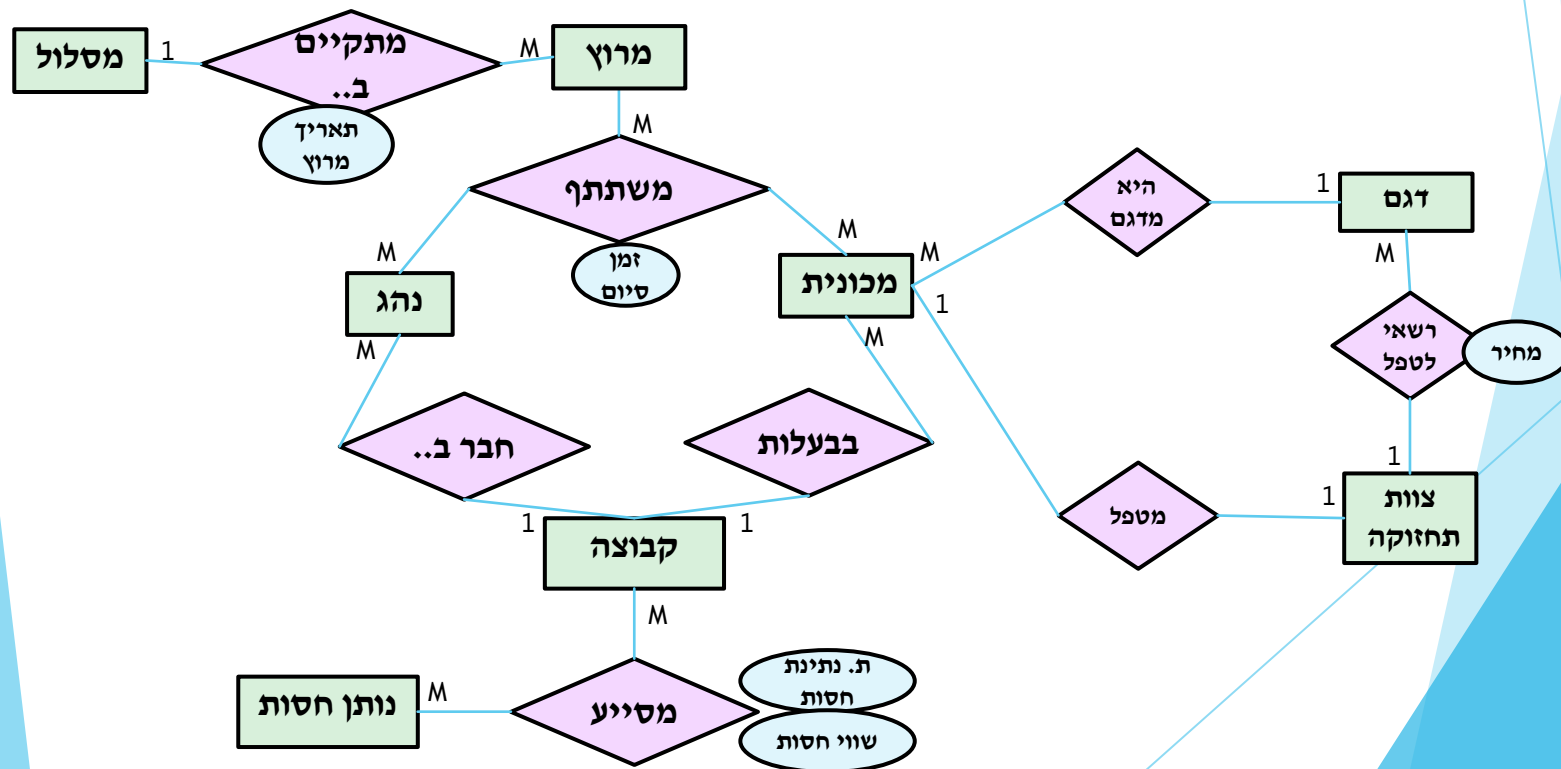 מסלול
1
מתקיים
ב..
M
מרוץ
תאריך
מרוץ
M
משתתף
זמן
סיום
M
נהג
M
M
מכונית
M
1
M
היא
מדגם
1
דגם
M
רשאי
לטפל
מחיר
1
צוות
תחזוקה
1
מטפל
חבר ב..
בבעלות
1
1
קבוצה
M
נותן חסות
M
מסייע
ת. נתינת
חסות
שווי חסות